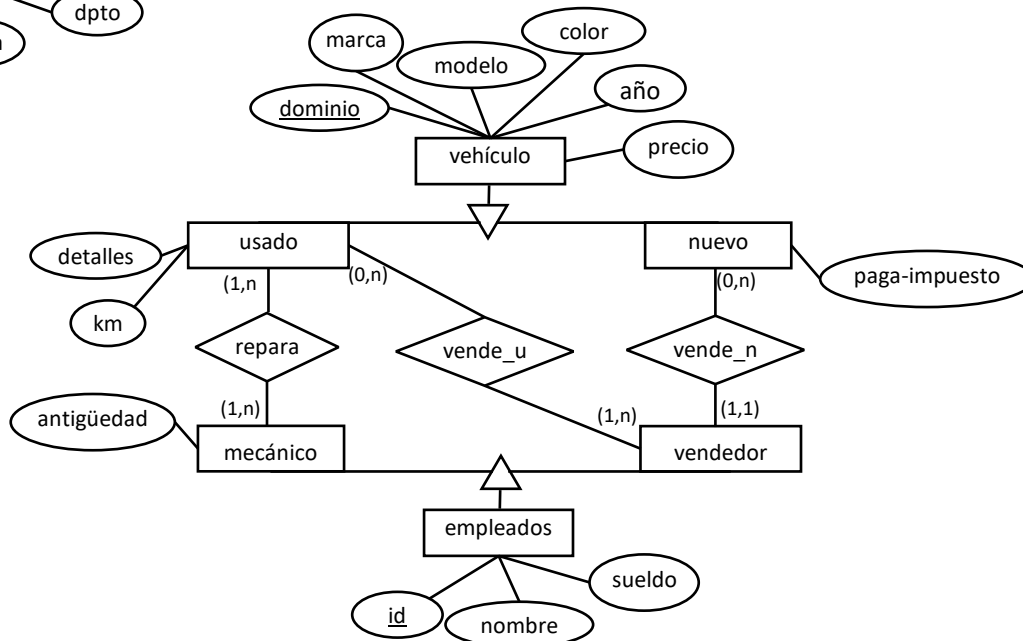 dpto
marca
modelo
color
dominio
año
vehículo
precio
usado
nuevo
detalles
(1,n
(0,n)
(0,n)
paga-impuesto
km
repara
vende_u
vende_n
antigüedad
(1,n)
(1,n)
(1,1)
mecánico
vendedor
empleados
id
nombre
sueldo